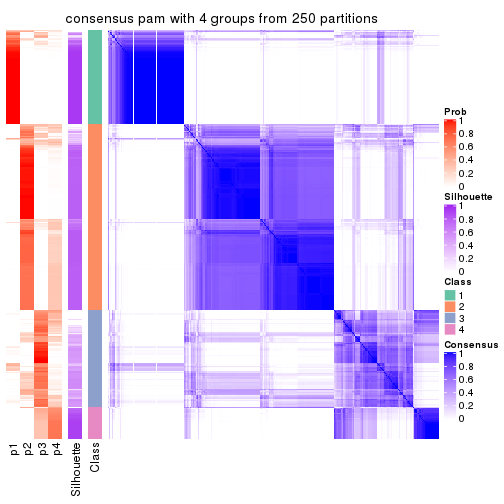 consensus pam with 4 groups from 250 partitions
Prob
1
0.8
0.6
0.4
0.2
0
Silhouette
1
0.8
0.6
0.4
0.2
0
Class
1
2
3
4
Consensus
1
0.8
0.6
0.4
0.2
0
p1
p2
p3
p4
Silhouette
Class